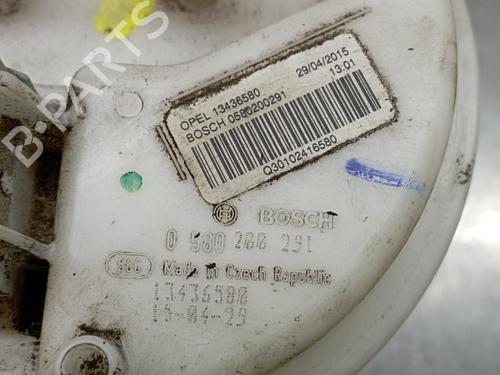 B-PARTS
OPEL 13436580
29/04/2015
BOSCH 0580200291
13:01
Q30102416580
BOSCH
0 580 200 291
Made in Czech Republic
13436580
15-04-29